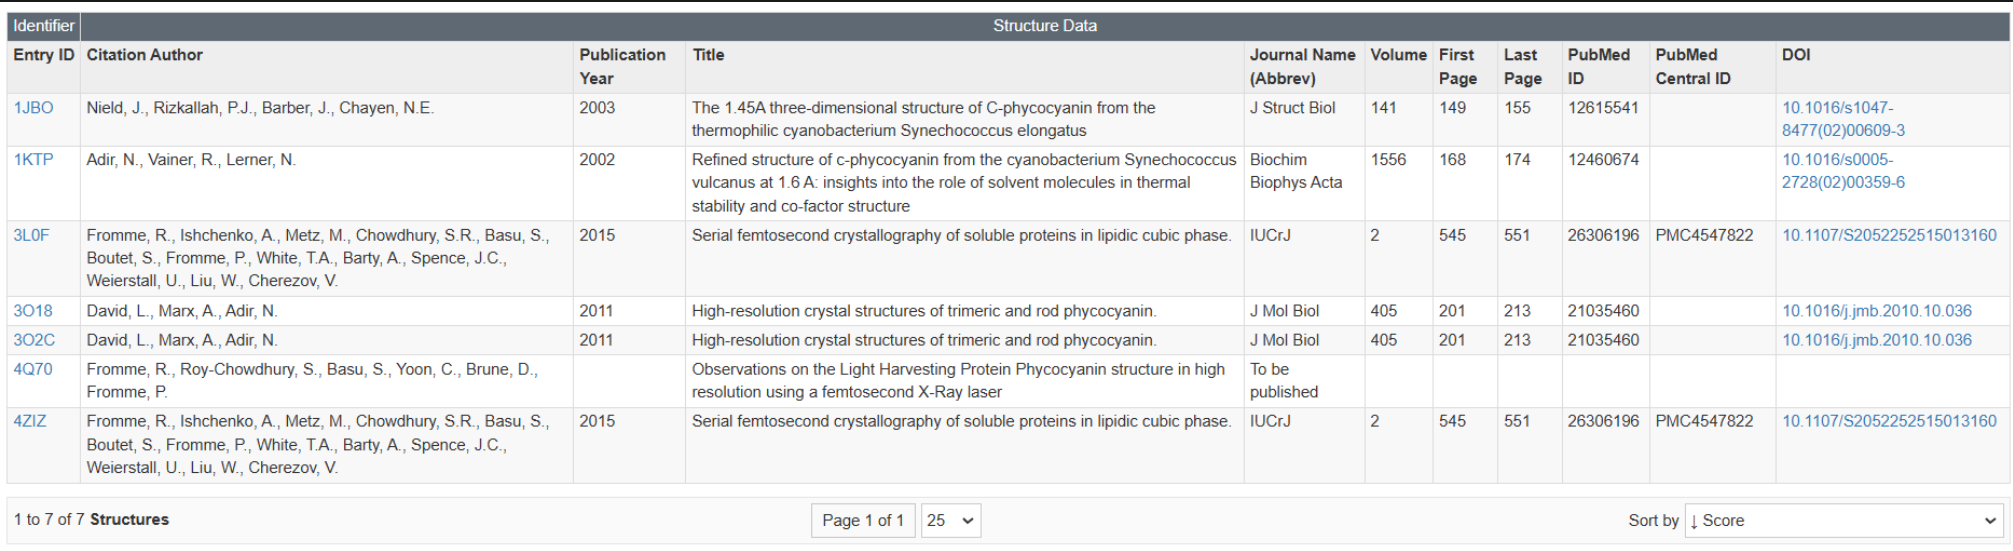 Identifier Structure Data
Entry ID Citation Author Publication Year Title Journal Name (Abbrev) Volume First Page Last Page PubMed ID PubMed Central ID DOI
1JBO Nield, J., Rizkallah, P.J., Barber, J., Chayen, N.E. 2003 The 1.45A three-dimensional structure of C-phycocyanin from the thermophilic cyanobacterium Synechococcus elongatus J Struct Biol 141 149 155 12615541 10.1016/s1047-8477(02)00609-3
1KTP Adir, N., Vainer, R., Lerner, N. 2002 Refined structure of c-phycocyanin from the cyanobacterium Synechococcus vulcanus at 1.6 A: insights into the role of solvent molecules in thermal stability and co-factor structure Biochim Biophys Acta 1556 168 174 12460674 10.1016/s0005-2728(02)00359-6
3L0F Fromme, R., Ishchenko, A., Metz, M., Chowdhury, S.R., Basu, S., Boutet, S., Fromme, P., White, T.A., Barty, A., Spence, J.C., Weierstall, U., Liu, W., Cherezov, V. 2015 Serial femtosecond crystallography of soluble proteins in lipidic cubic phase. IUCrJ 2 545 551 26306196 PMC4547822 10.1107/S2052252515013160
3O18 David, L., Marx, A., Adir, N. 2011 High-resolution crystal structures of trimeric and rod phycocyanin. J Mol Biol 405 201 213 21035460 10.1016/j.jmb.2010.10.036
3O2C David, L., Marx, A., Adir, N. 2011 High-resolution crystal structures of trimeric and rod phycocyanin. J Mol Biol 405 201 213 21035460 10.1016/j.jmb.2010.10.036
4Q70 Fromme, R., Roy-Chowdhury, S., Basu, S., Yoon, C., Brune, D., Fromme, P. Observations on the Light Harvesting Protein Phycocyanin structure in high resolution using a femtosecond X-Ray laser To be published
4ZIZ Fromme, R., Ishchenko, A., Metz, M., Chowdhury, S.R., Basu, S., Boutet, S., Fromme, P., White, T.A., Barty, A., Spence, J.C., Weierstall, U., Liu, W., Cherezov, V. 2015 Serial femtosecond crystallography of soluble proteins in lipidic cubic phase. IUCrJ 2 545 551 26306196 PMC4547822 10.1107/S2052252515013160
1 to 7 of 7 Structures Page 1 of 1 25 Sort by ↓ Score